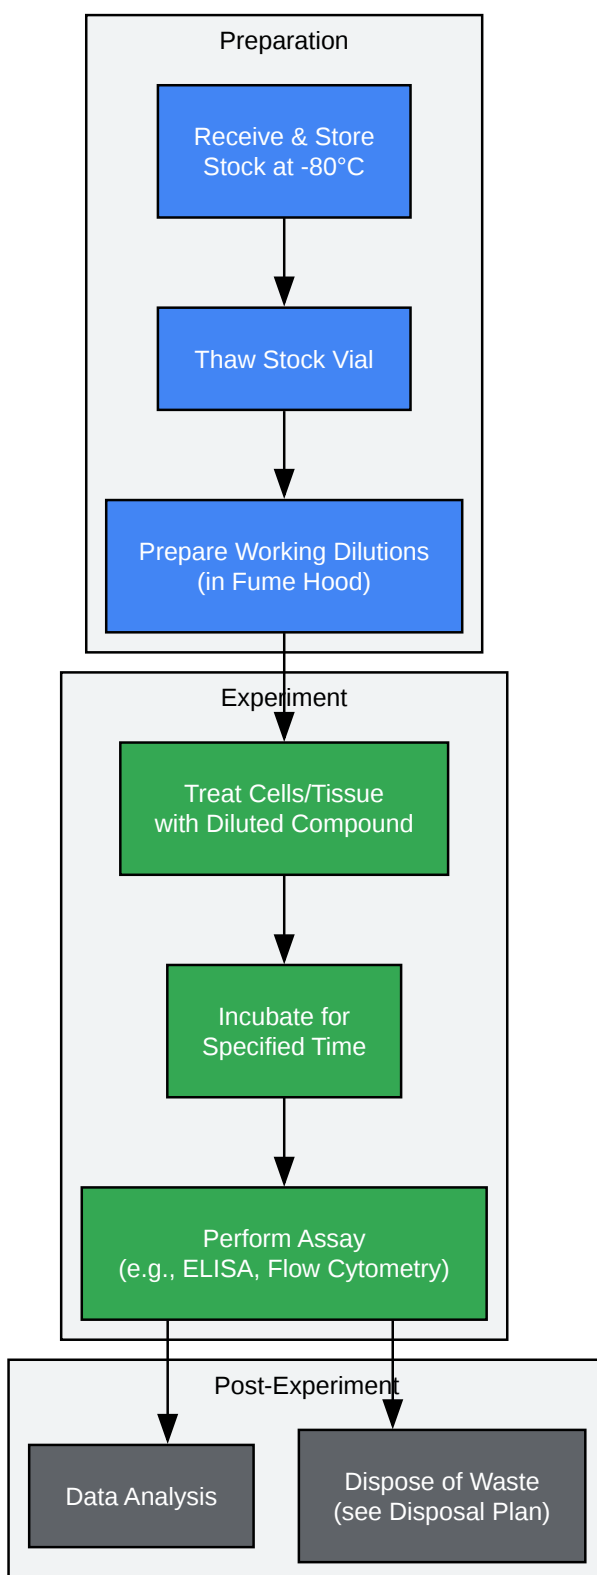 Preparation
Receive & Store
Stock at -80°C
Thaw Stock Vial
Prepare Working Dilutions
(in Fume Hood)
Experiment
Treat Cells/Tissue
with Diluted Compound
Incubate for
Specified Time
Perform Assay
(e.g., ELISA, Flow Cytometry)
Post-Experiment
Data Analysis
Dispose of Waste
(see Disposal Plan)